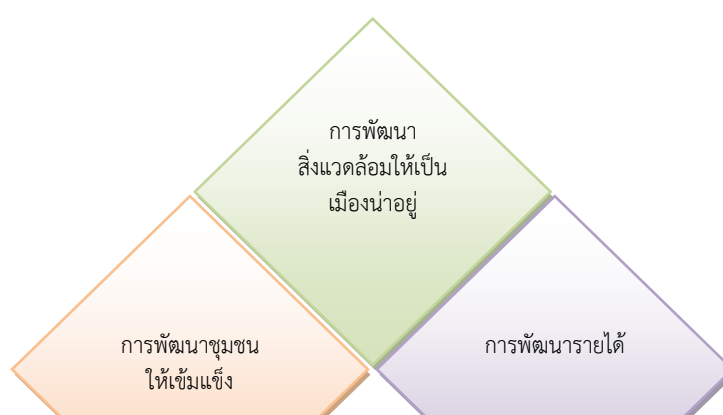 การพัฒนา
สิ่งแวดล้อมให้เป็น
เมืองน่าอยู่
การพัฒนาชุมชน
ให้เข้มแข็ง
การพัฒนารายได้